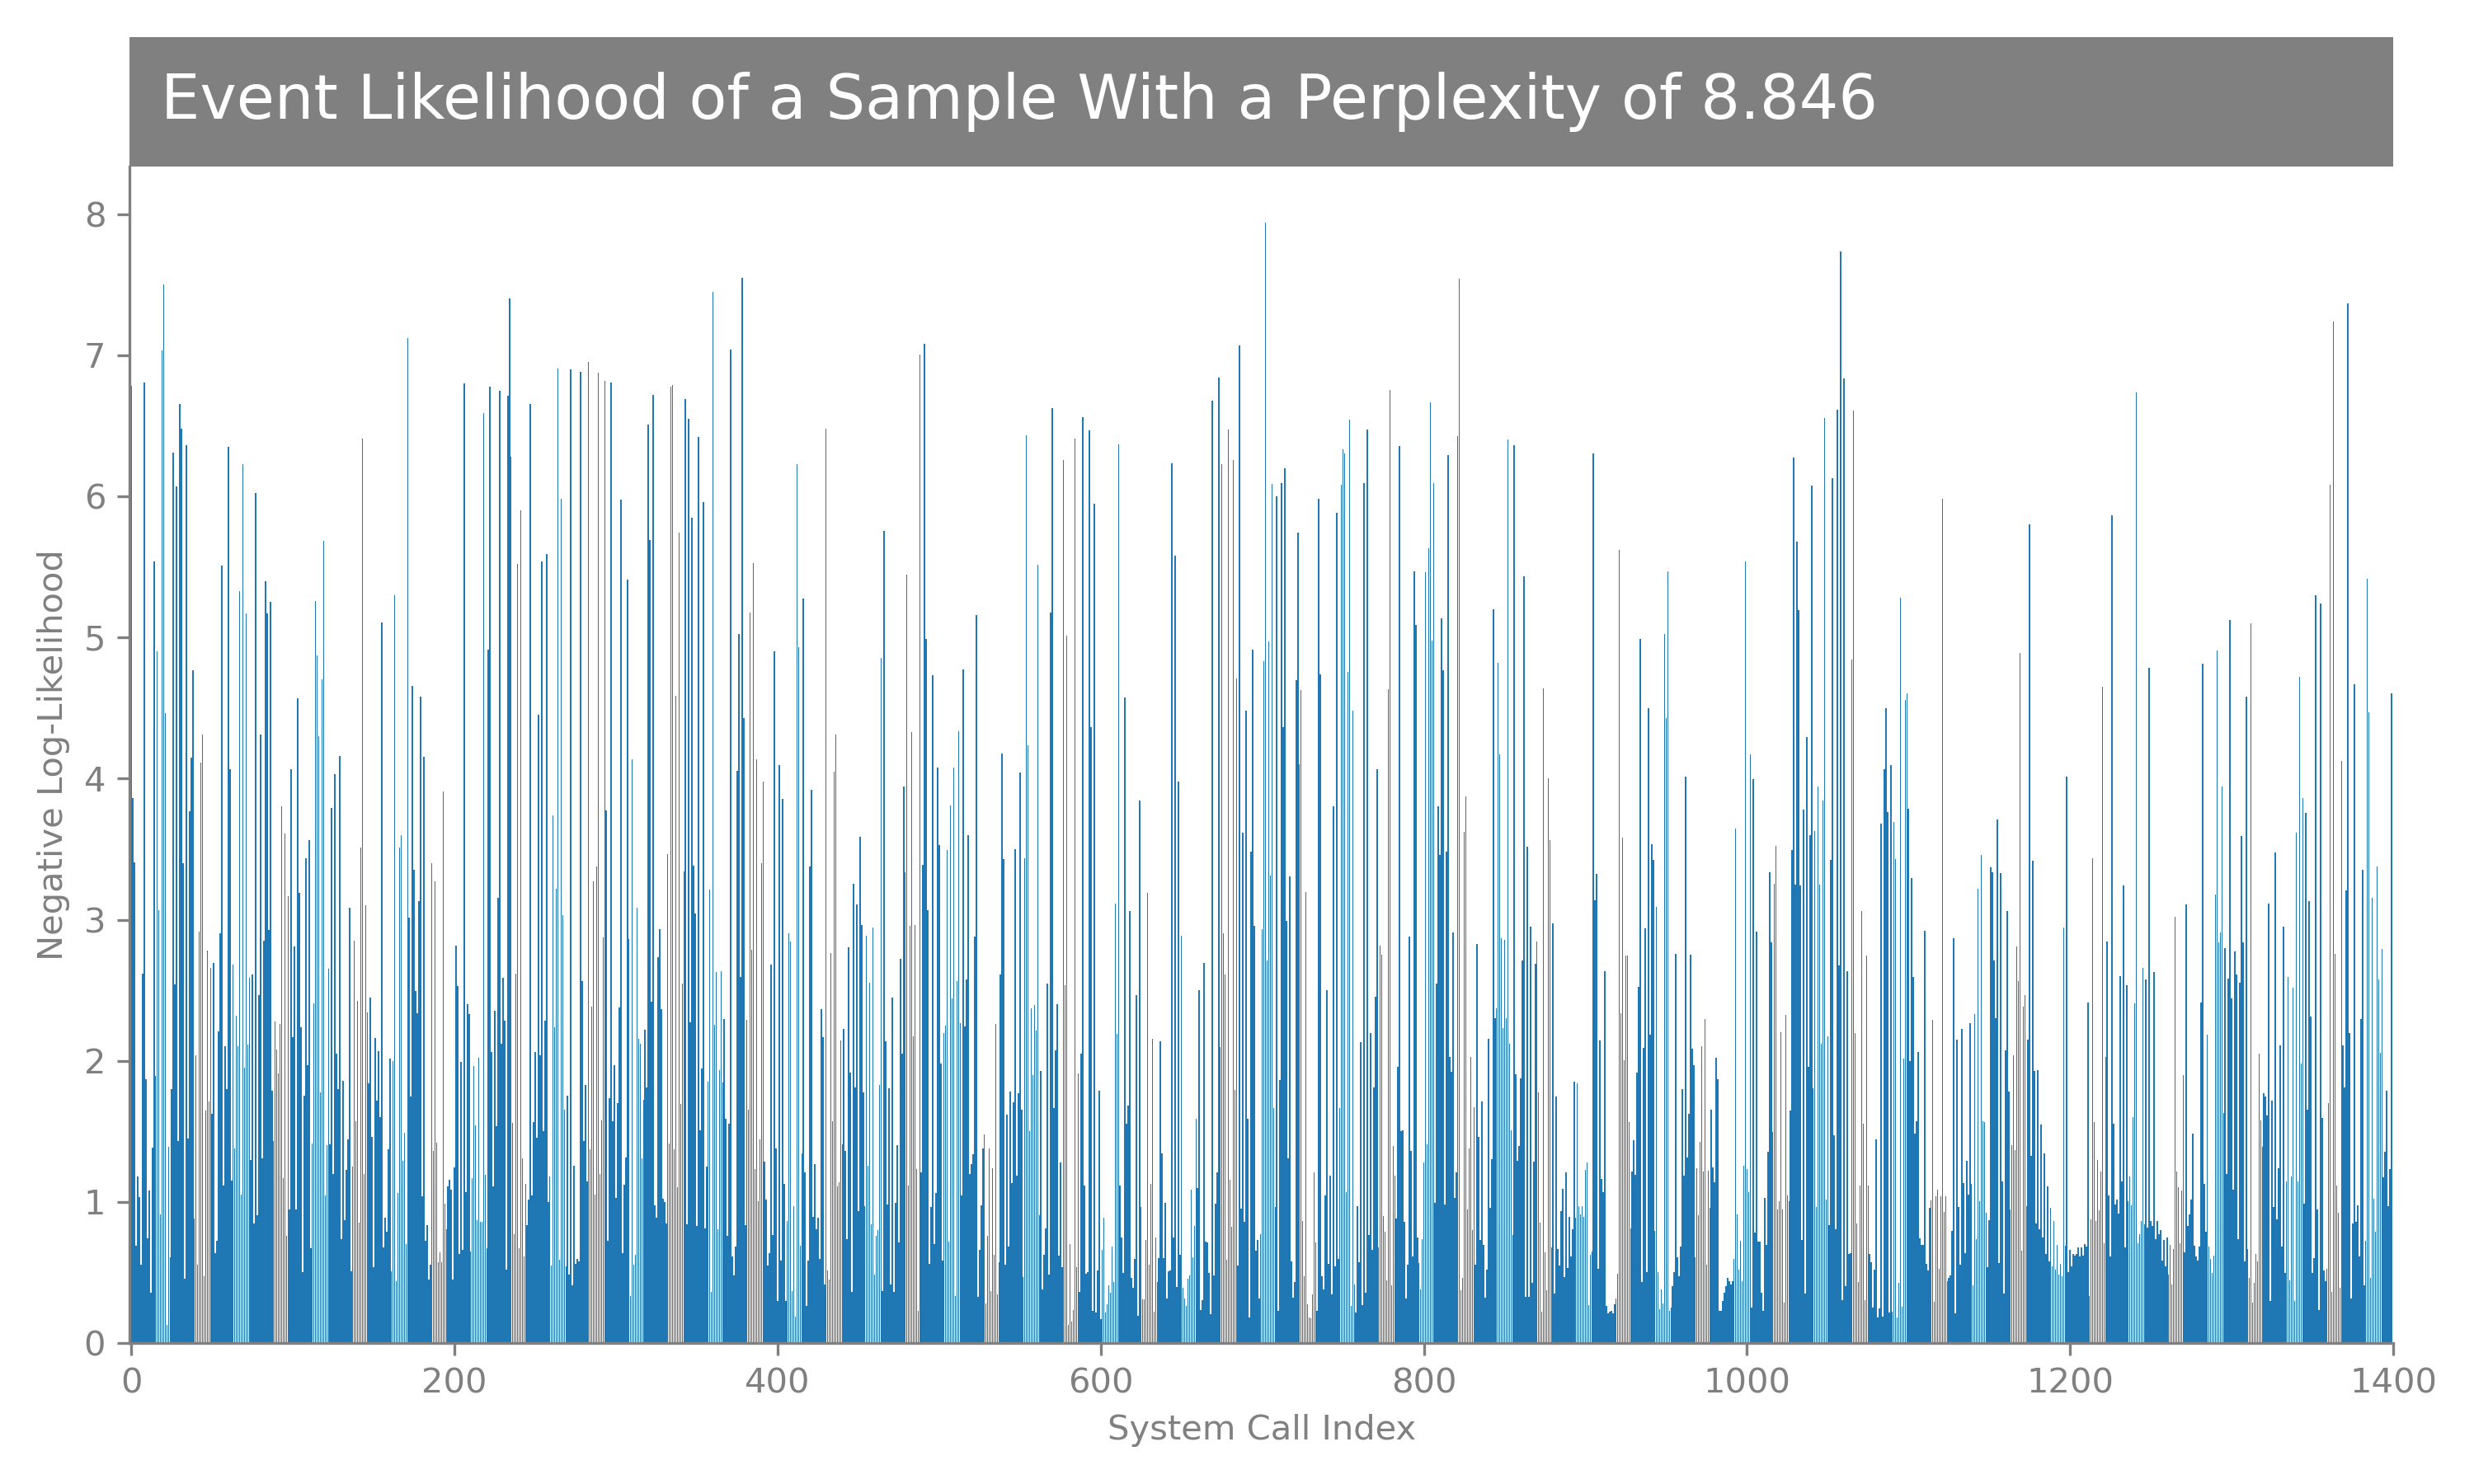 Event Likelihood of a Sample With a Perplexity of 8.846
8
7
6
5
4
3
2
1
0
Negative Log-Likelihood
0 200 400 600 800 1000 1200 1400
System Call Index